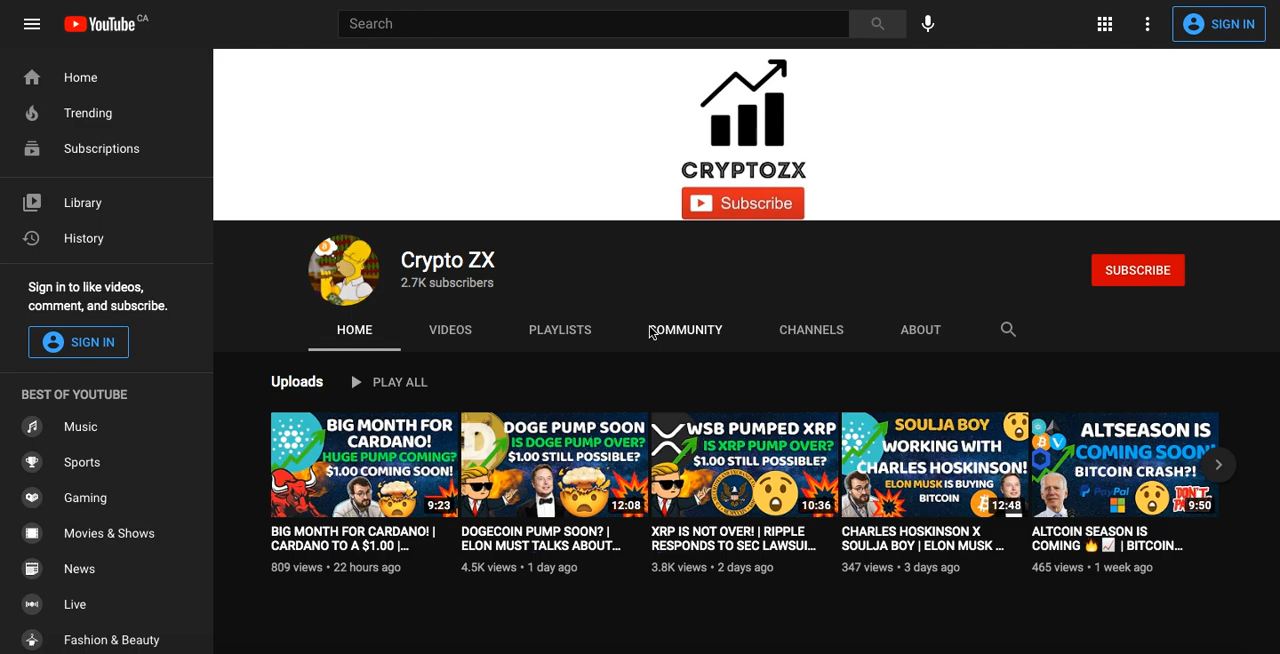 YouTube CA
Search
SIGN IN
Home
Trending
Subscriptions
Library
History
Sign in to like videos,
comment, and subscribe.
SIGN IN
BEST OF YOUTUBE
Music
Sports
Gaming
Movies & Shows
News
Live
Fashion & Beauty
CRYPTOZX
Subscribe
Crypto ZX
2.7K subscribers
SUBSCRIBE
HOME VIDEOS PLAYLISTS COMMUNITY CHANNELS ABOUT
Uploads PLAY ALL
BIG MONTH FOR
CARDANO!
HUGE PUMP COMING?
$1.00 COMING SOON!
9:23
BIG MONTH FOR CARDANO! |
CARDANO TO A $1.00 |...
809 views • 22 hours ago
DOGE PUMP SOON
IS DOGE PUMP OVER?
$1.00 STILL POSSIBLE?
12:08
DOGECOIN PUMP SOON? |
ELON MUST TALKS ABOUT...
4.5K views • 1 day ago
WSB PUMPED XRP
IS XRP PUMP OVER?
$1.00 STILL POSSIBLE?
10:36
XRP IS NOT OVER! | RIPPLE
RESPONDS TO SEC LAWSUI...
3.8K views • 2 days ago
SOULJA BOY
WORKING WITH
CHARLES HOSKINSON!
ELON MUSK IS BUYING
BITCOIN
12:48
CHARLES HOSKINSON X
SOULJA BOY | ELON MUSK ...
347 views • 3 days ago
ALTSEASON IS
COMING SOON!
BITCOIN CRASH?!
PayPal
9:50
ALTCOIN SEASON IS
COMING 🔥 📈 | BITCOIN...
465 views • 1 week ago